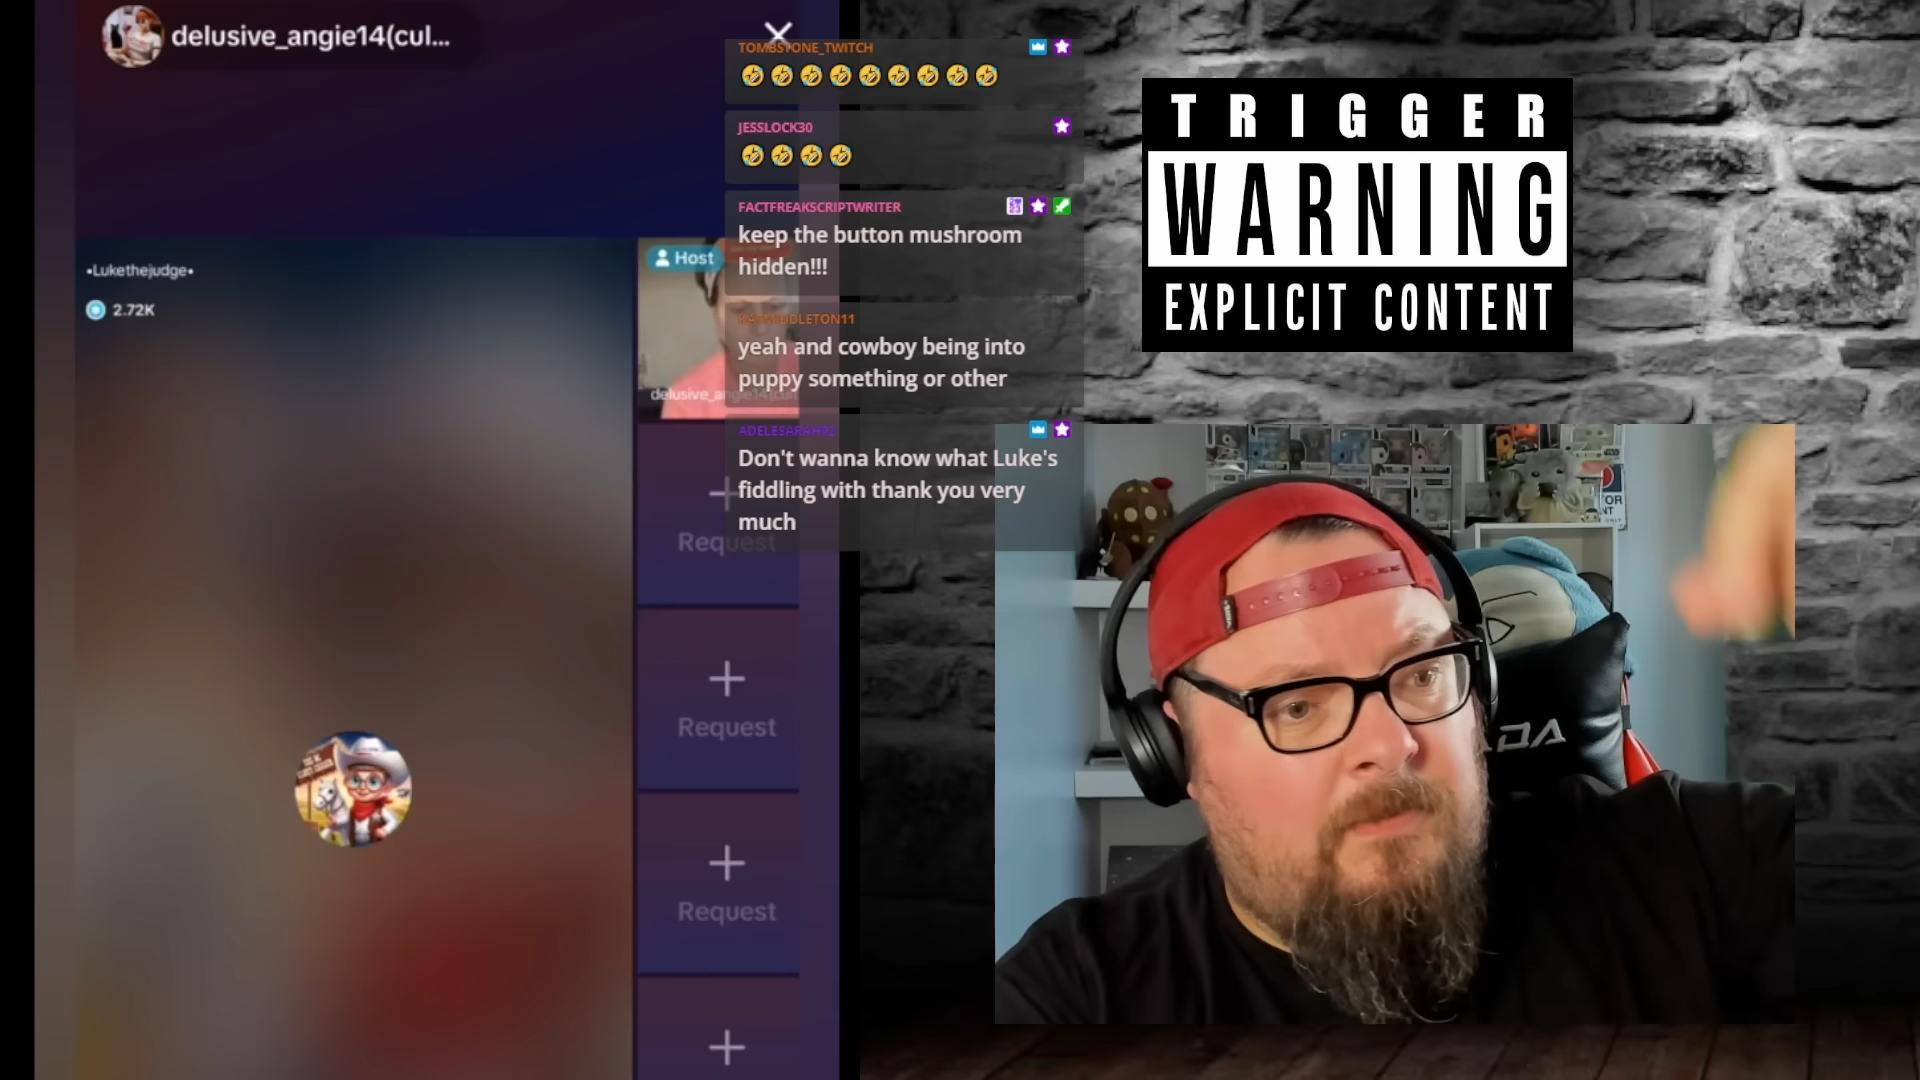 delusive_angie14(cul...
•Lukethejudge•
2.72K
Host
Request
Request
Request
TOMBSTONE_TWITCH
🤣🤣🤣🤣🤣🤣🤣🤣🤣
JESSLOCK30
🤣🤣🤣🤣
FACTFREAKSCRIPTWRITER
keep the button mushroom
hidden!!!
yeah and cowboy being into
puppy something or other
ADELESARAH92
Don't wanna know what Luke's
fiddling with thank you very
much
TRIGGER
WARNING
EXPLICIT CONTENT